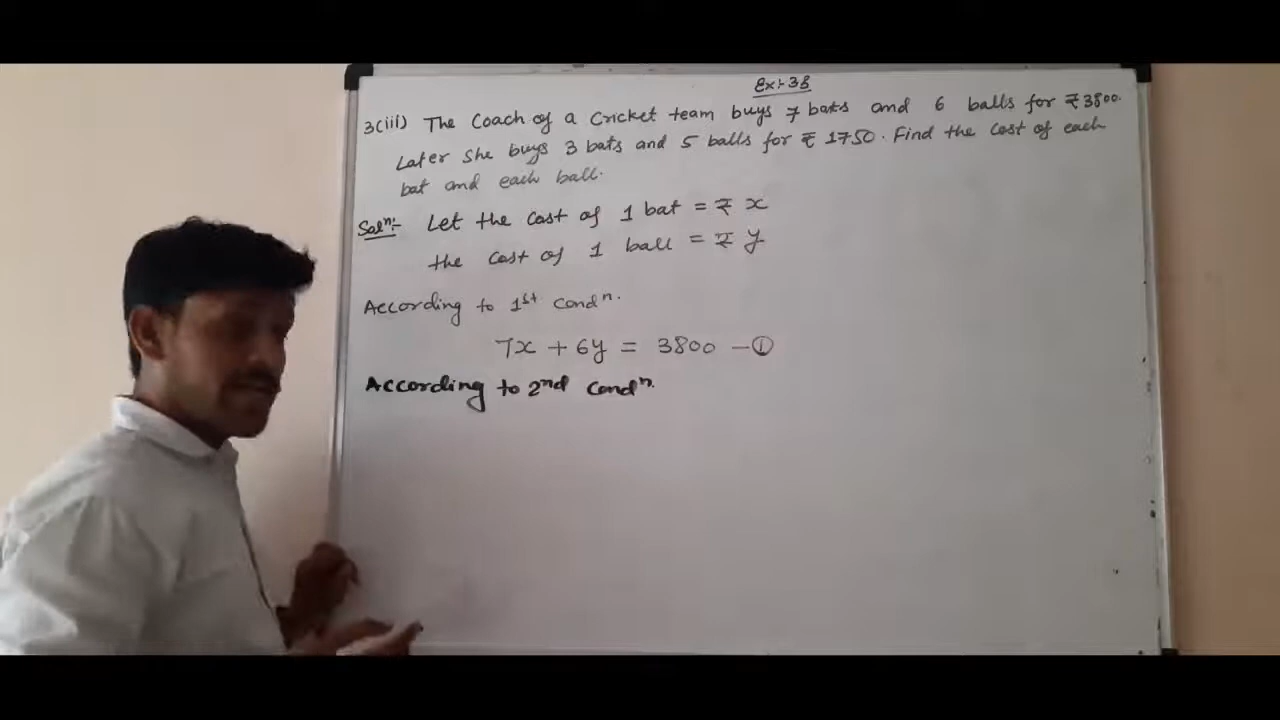 Ex:-3.3
3(iii) The Coach of a Cricket team buys 7 bats and 6 balls for ₹3800.
Later She buys 3 bats and 5 balls for ₹ 1750. Find the cost of each
bat and each ball.
Solⁿ:- Let the cost of 1 bat = ₹ x
the cost of 1 ball = ₹ y
According to 1st Condⁿ.
7x + 6y = 3800 —①
According to 2nd Condⁿ.